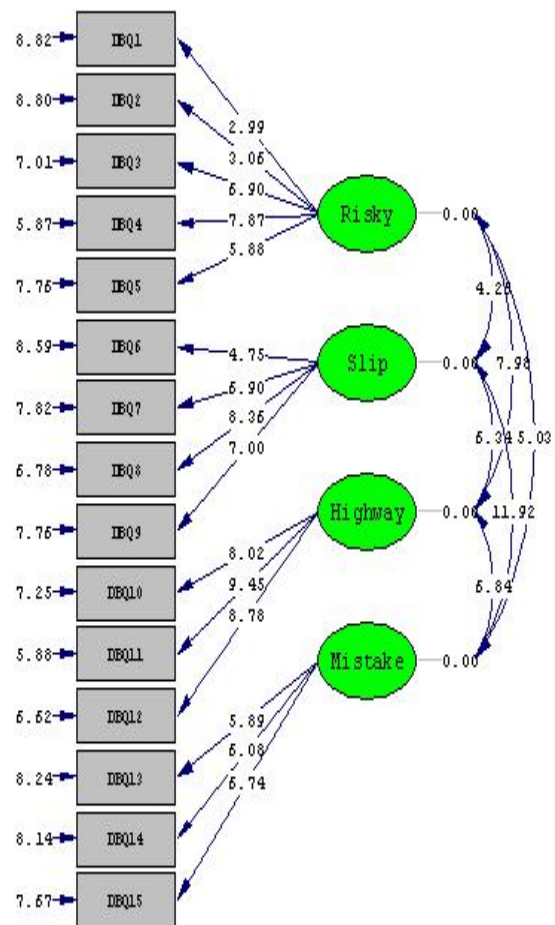 8.82 DBQ1
8.80 DBQ2
7.01 DBQ3
5.87 DBQ4
7.76 DBQ5
8.59 DBQ6
7.82 DBQ7
6.78 DBQ8
7.76 DBQ9
7.25 DBQ10
5.88 DBQ11
6.62 DBQ12
8.24 DBQ13
8.14 DBQ14
7.67 DBQ15
2.99
3.06
6.90
7.87
5.88
4.75
6.90
8.36
7.00
8.02
9.45
8.78
5.89
6.08
6.74
Risky 0.00
Slip 0.00
Highway 0.00
Mistake 0.00
7.98
6.34
5.03
11.92
6.84